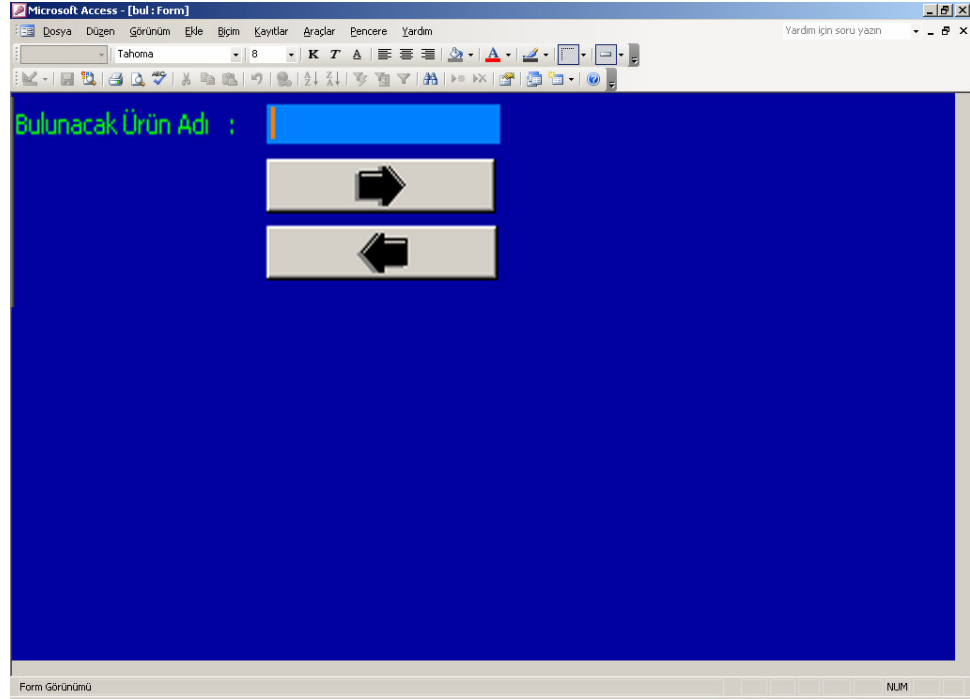 Microsoft Access - [bul : Form]
Dosya Düzen Görünüm Ekle Biçim Kayıtlar Araçlar Pencere Yardım Yardım için soru yazın
Tahoma 8 K T A A
Bulunacak Ürün Adı :
Form Görünümü NUM